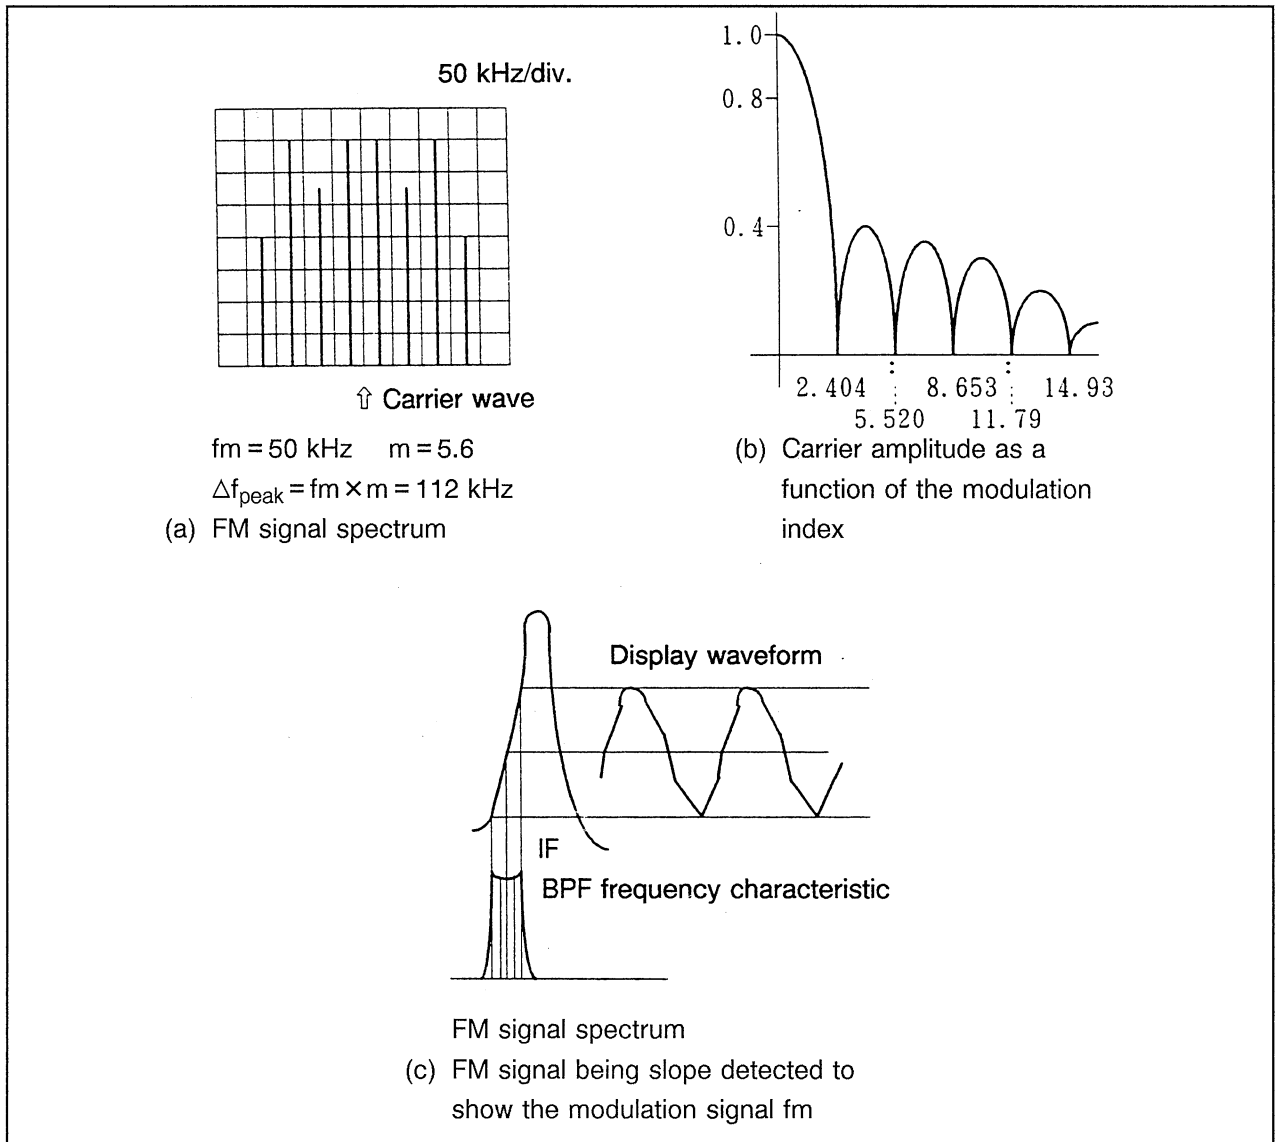 50 kHz/div.
⇧ Carrier wave
fm = 50 kHz m = 5.6
Δfpeak = fm × m = 112 kHz
(a) FM signal spectrum
1.0
0.8
0.4
2.404 8.653 14.93
5.520 11.79
(b) Carrier amplitude as a
function of the modulation
index
Display waveform
IF
BPF frequency characteristic
FM signal spectrum
(c) FM signal being slope detected to
show the modulation signal fm